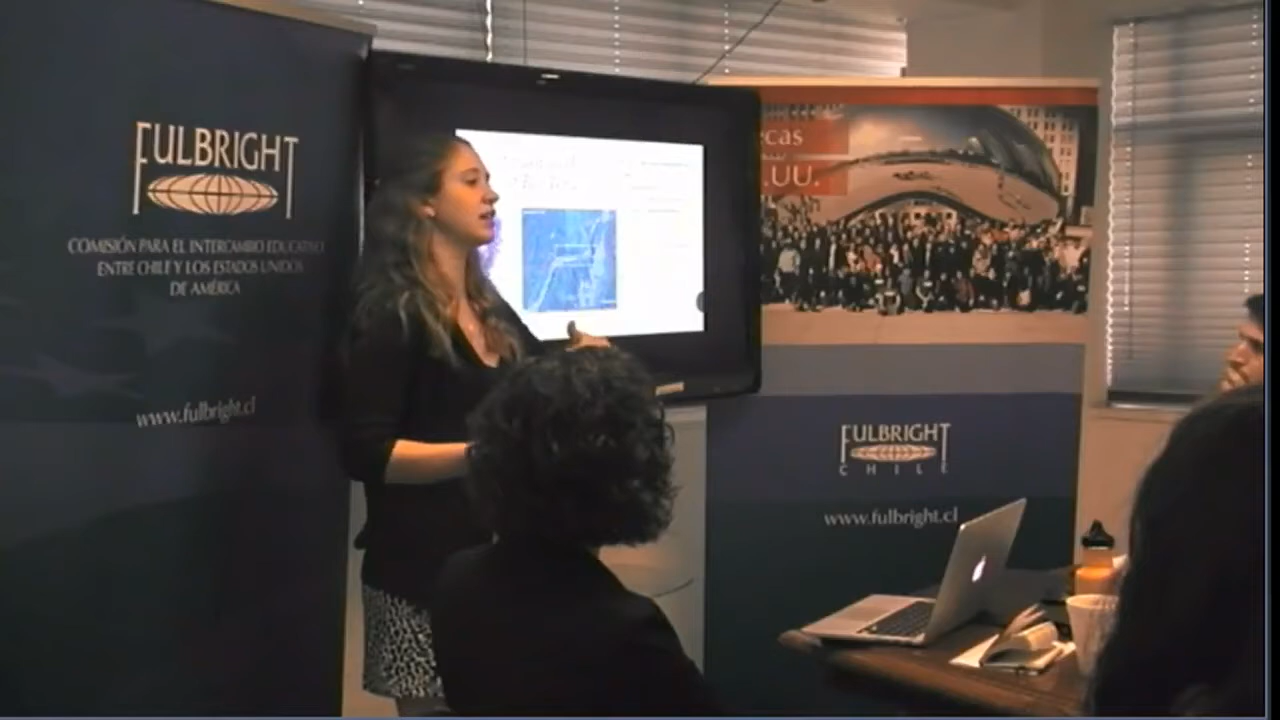 FULBRIGHT
COMISIÓN PARA EL INTERCAMBIO EDUCATIVO
ENTRE CHILE Y LOS ESTADOS UNIDOS
DE AMÉRICA
www.fulbright.cl
ecas
.UU.
FULBRIGHT
CHILE
www.fulbright.cl